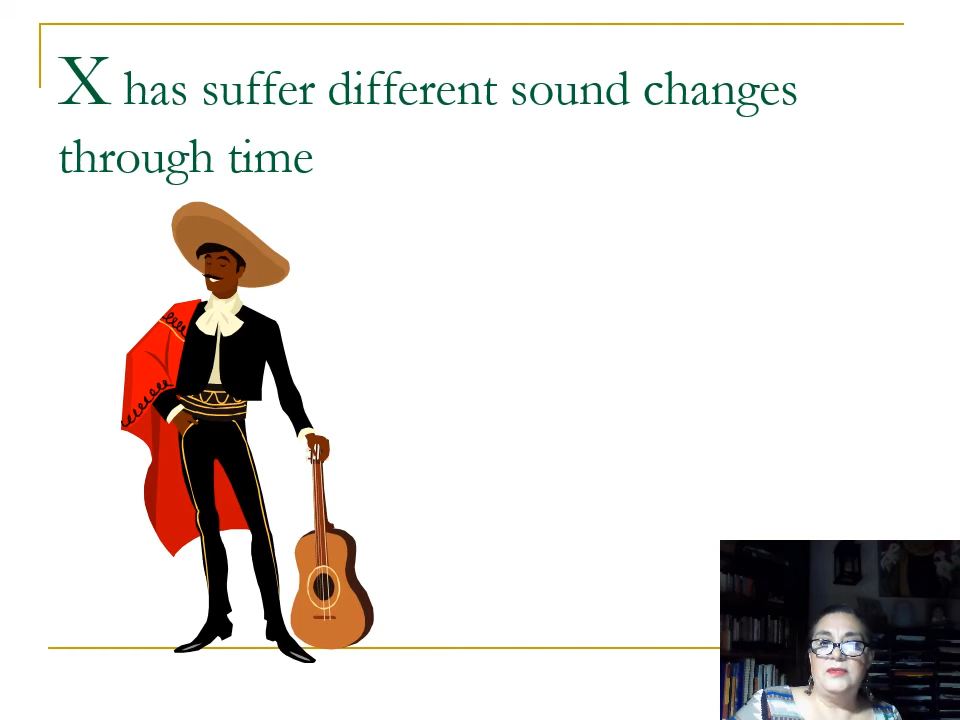 X has suffer different sound changes
through time